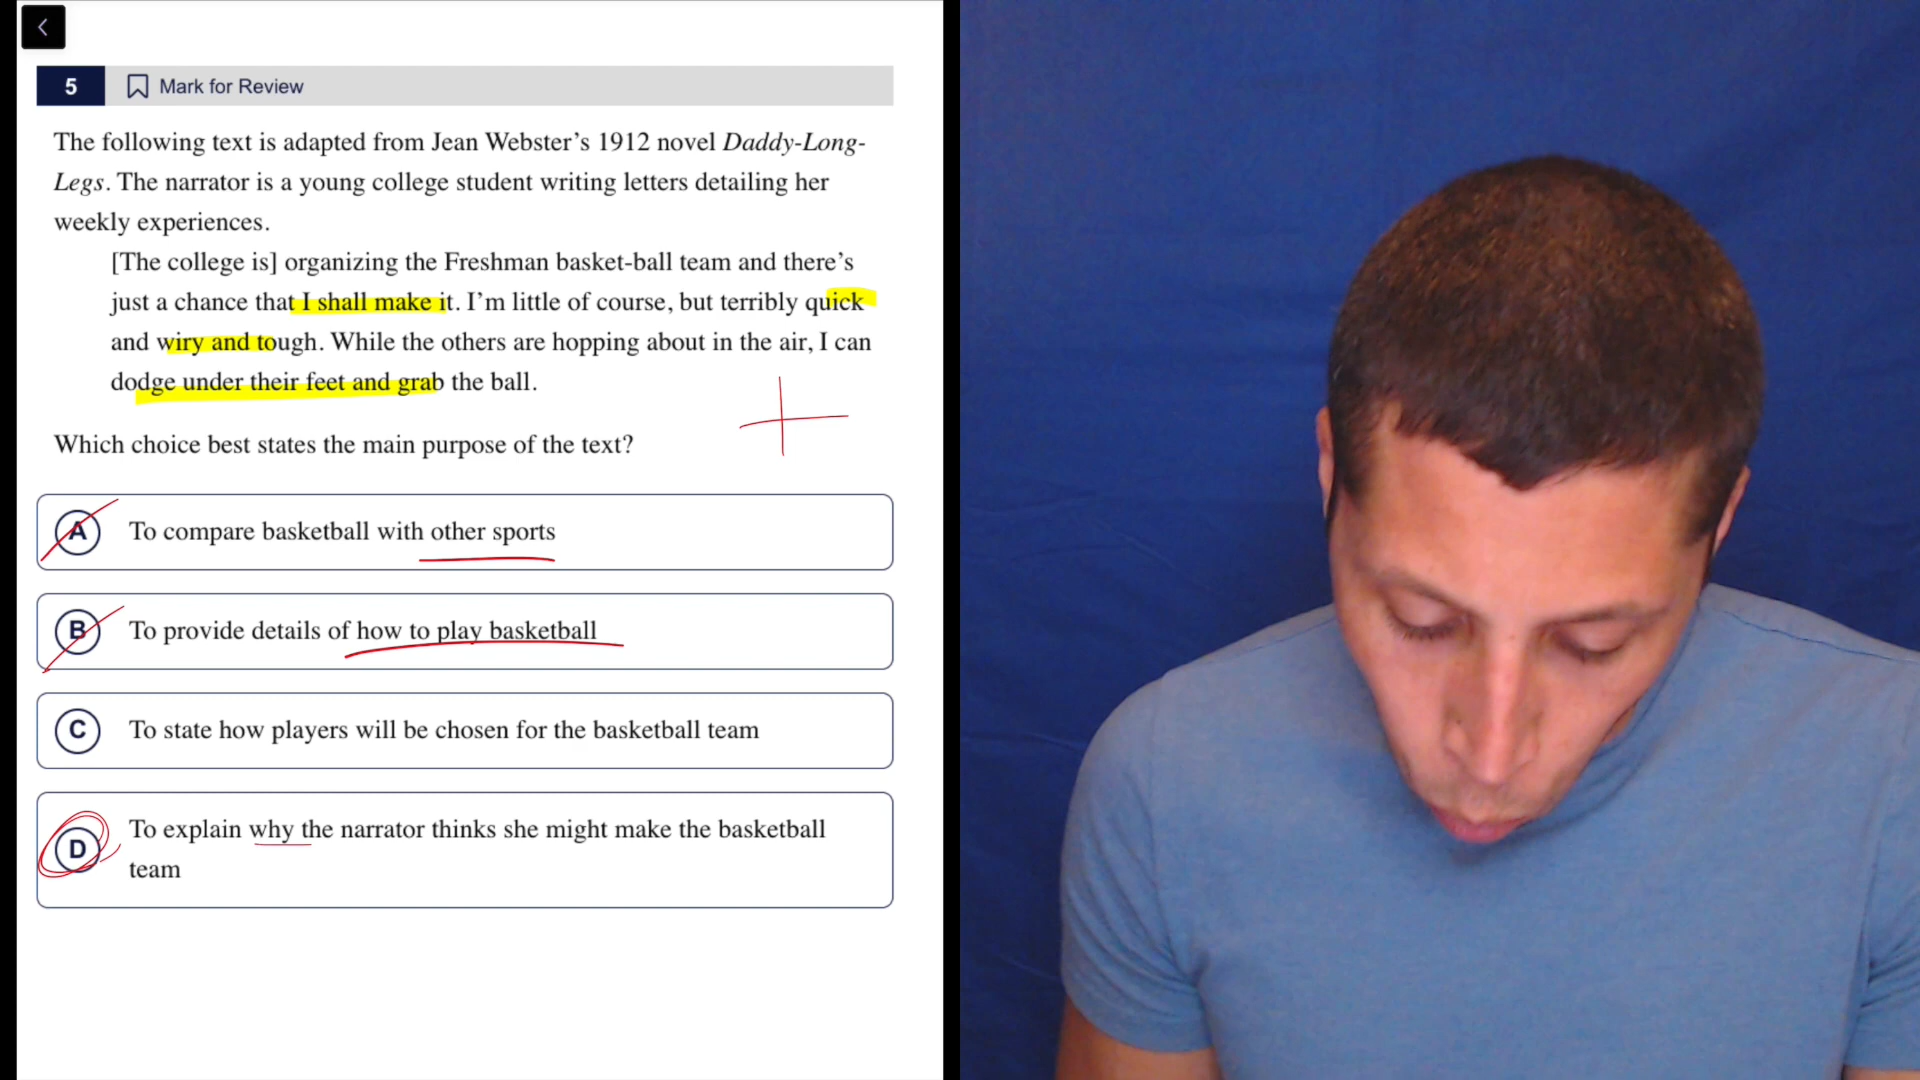 5 Mark for Review
The following text is adapted from Jean Webster’s 1912 novel Daddy-Long-
Legs. The narrator is a young college student writing letters detailing her
weekly experiences.
[The college is] organizing the Freshman basket-ball team and there’s
just a chance that I shall make it. I’m little of course, but terribly quick
and wiry and tough. While the others are hopping about in the air, I can
dodge under their feet and grab the ball.
Which choice best states the main purpose of the text?
A To compare basketball with other sports
B To provide details of how to play basketball
C To state how players will be chosen for the basketball team
D To explain why the narrator thinks she might make the basketball
team